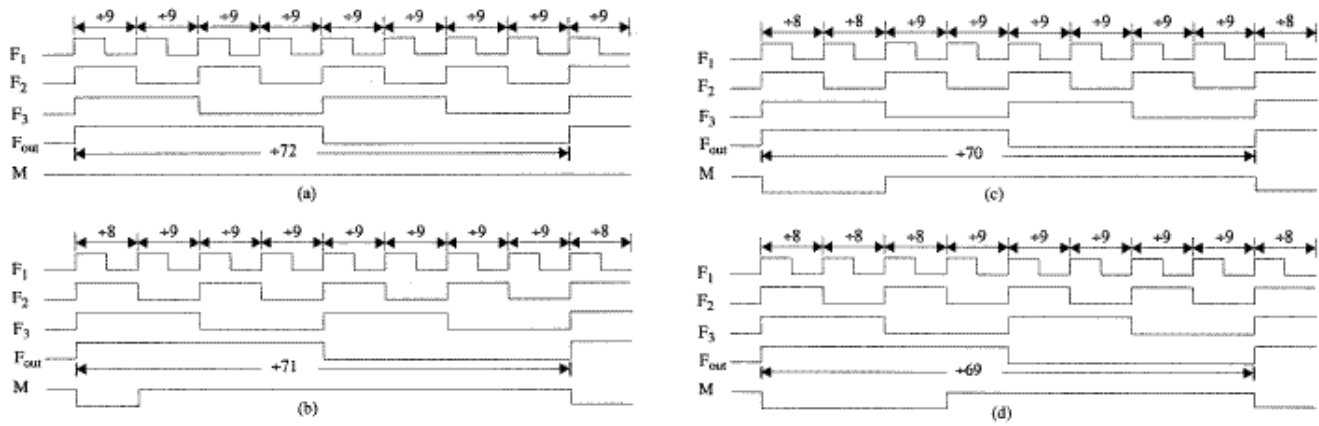 ÷9 ÷9 ÷9 ÷9 ÷9 ÷9 ÷9 ÷9 ÷9
F1
F2
F3
Fout
÷72
M
(a)
÷8 ÷9 ÷9 ÷9 ÷9 ÷9 ÷9 ÷9 ÷8
F1
F2
F3
Fout
÷71
M
(b)
÷8 ÷8 ÷9 ÷9 ÷9 ÷9 ÷9 ÷9 ÷8
F1
F2
F3
Fout
÷70
M
(c)
÷8 ÷8 ÷8 ÷9 ÷9 ÷9 ÷9 ÷9 ÷8
F1
F2
F3
Fout
÷69
M
(d)